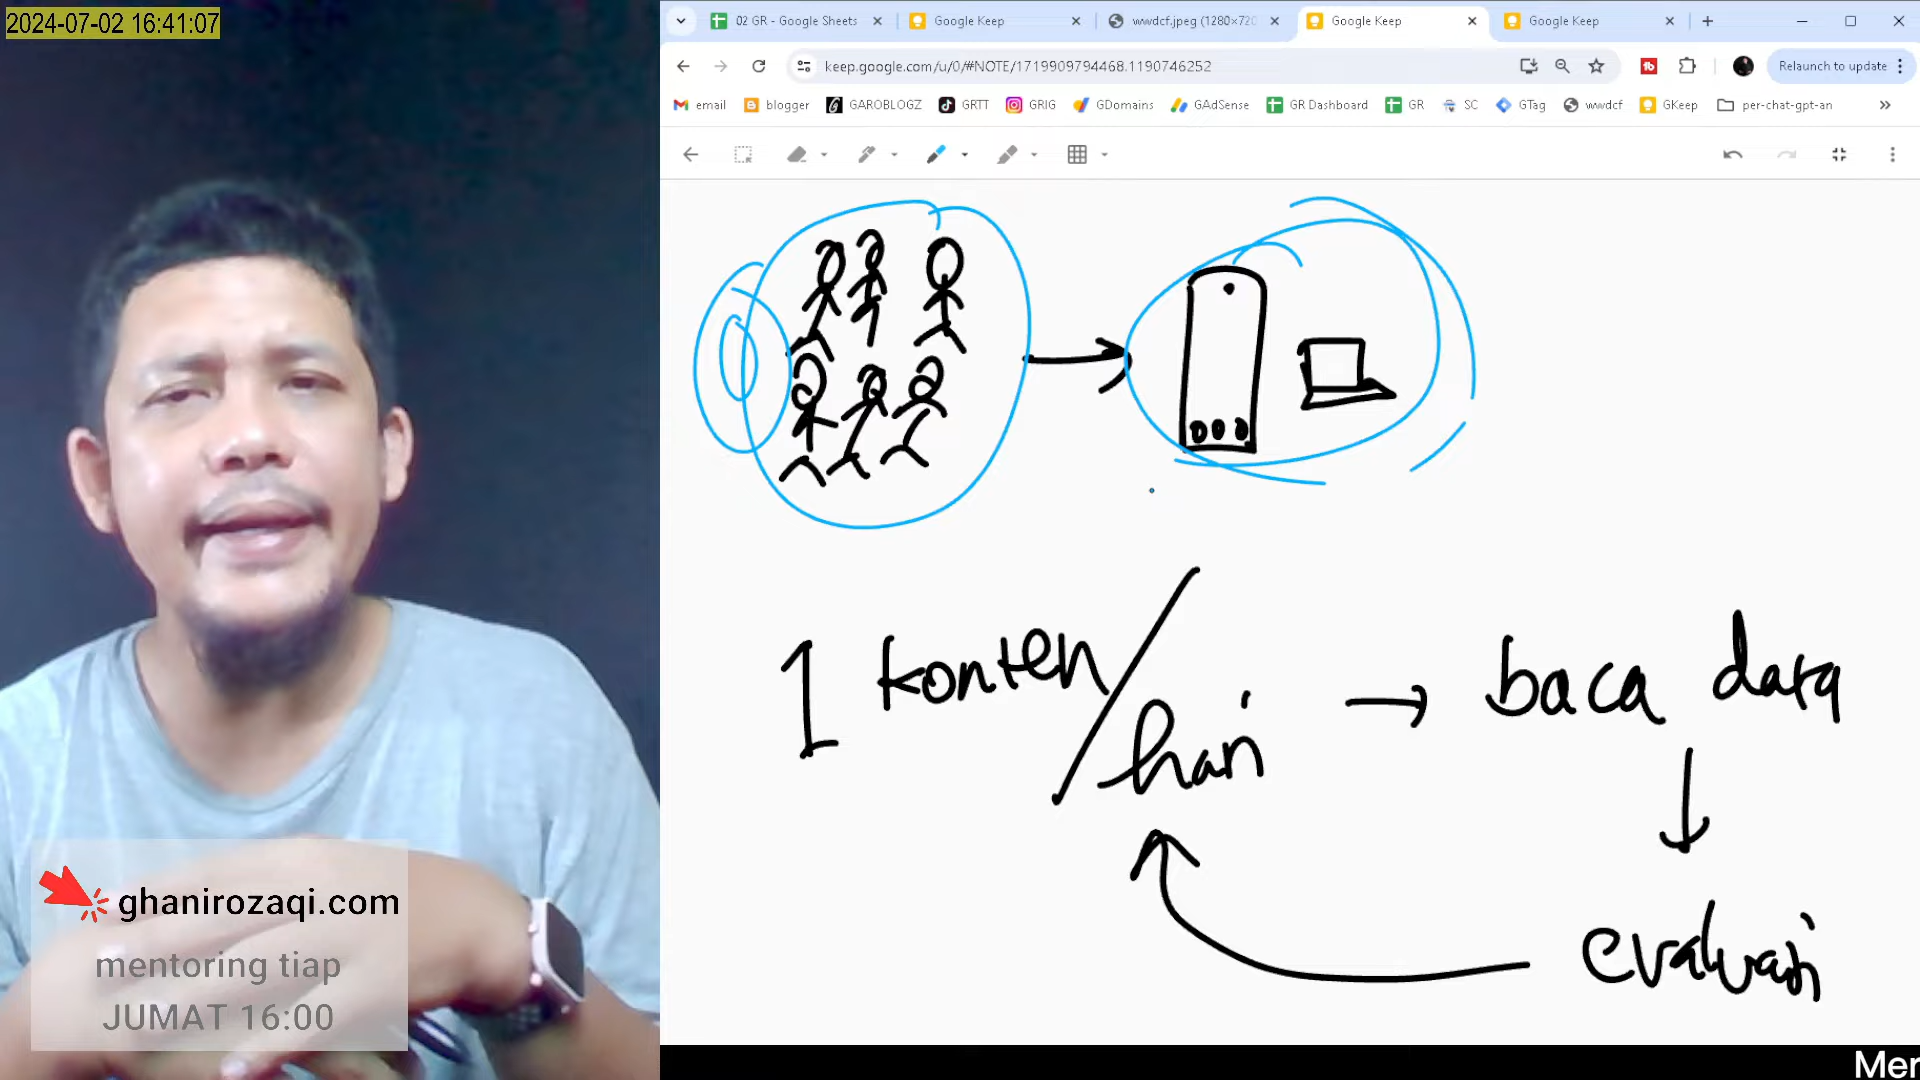 2024-07-02 16:41:07
02 GR - Google Sheets
Google Keep
wwdcf.jpeg (1280×720
Google Keep
Google Keep
keep.google.com/u/0/#NOTE/1719909794468.1190746252
Relaunch to update
email
blogger
GAROBLOGZ
GRTT
GRIG
GDomains
GAdSense
GR Dashboard
GR
SC
GTag
wwdcf
GKeep
per-chat-gpt-an
1 konten/hari → baca data
evaluasi
ghanirozaqi.com
mentoring tiap
JUMAT 16:00
Mer